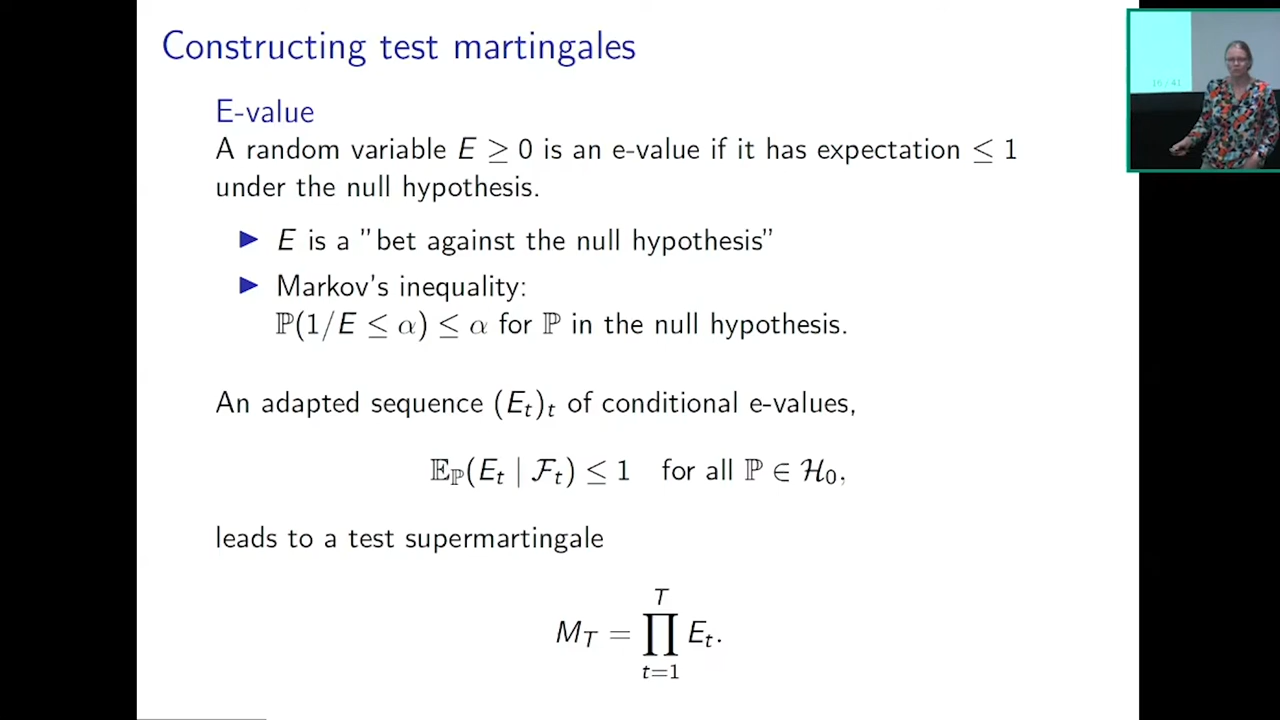 Constructing test martingales
E-value
A random variable E ≥ 0 is an e-value if it has expectation ≤ 1
under the null hypothesis.
▶ E is a ”bet against the null hypothesis”
▶ Markov's inequality:
ℙ(1/E ≤ α) ≤ α for ℙ in the null hypothesis.
An adapted sequence (E_t)_t of conditional e-values,
𝔼_ℙ(E_t | ℱ_t) ≤ 1 for all ℙ ∈ ℋ_0,
leads to a test supermartingale
M_T = ∏_{t=1}^{T} E_t.
16 / 41